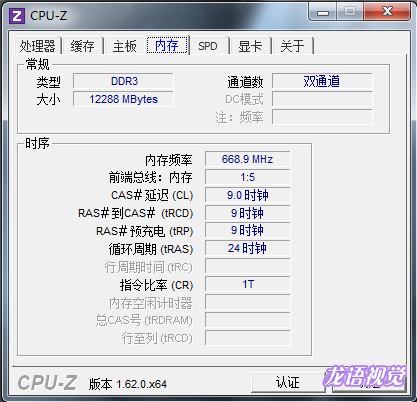 CPU-Z
处理器 缓存 主板 内存 SPD 显卡 关于
常规
类型 DDR3 通道数 双通道
大小 12288 MBytes DC模式
注：频率
时序
内存频率 668.9 MHz
前端总线：内存 1:5
CAS# 延迟 (CL) 9.0 时钟
RAS# 到CAS# (tRCD) 9 时钟
RAS# 预充电 (tRP) 9 时钟
循环周期 (tRAS) 24 时钟
行周期时间 (tRC)
指令比率 (CR) 1T
内存空闲计时器
总CAS号 (tRDRAM)
行至列 (tRCD)
CPU-Z 版本 1.62.0.x64 认证
龙语视觉